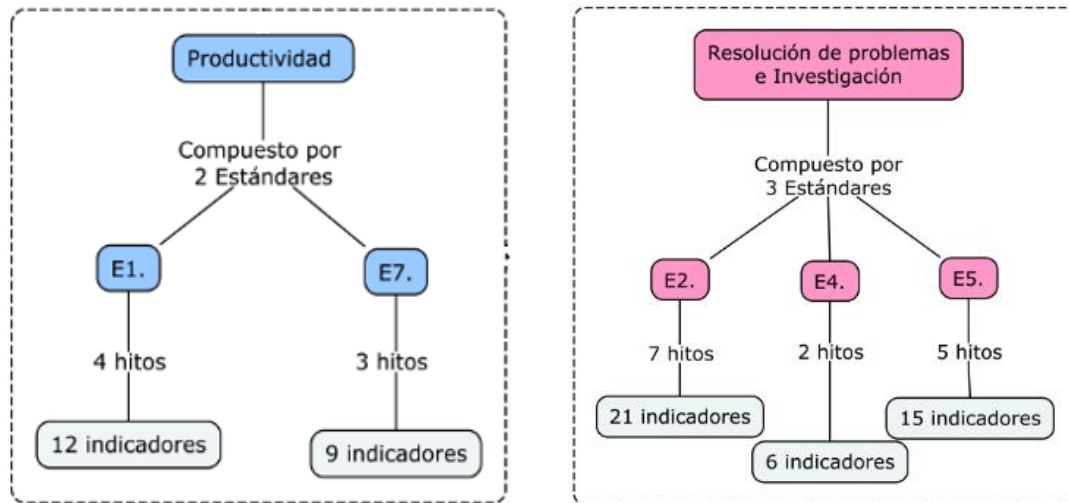 Productividad
Compuesto por
2 Estándares
E1.
E7.
4 hitos
3 hitos
12 indicadores
9 indicadores
Resolución de problemas
e Investigación
Compuesto por
3 Estándares
E2.
E4.
E5.
7 hitos
2 hitos
5 hitos
21 indicadores
6 indicadores
15 indicadores